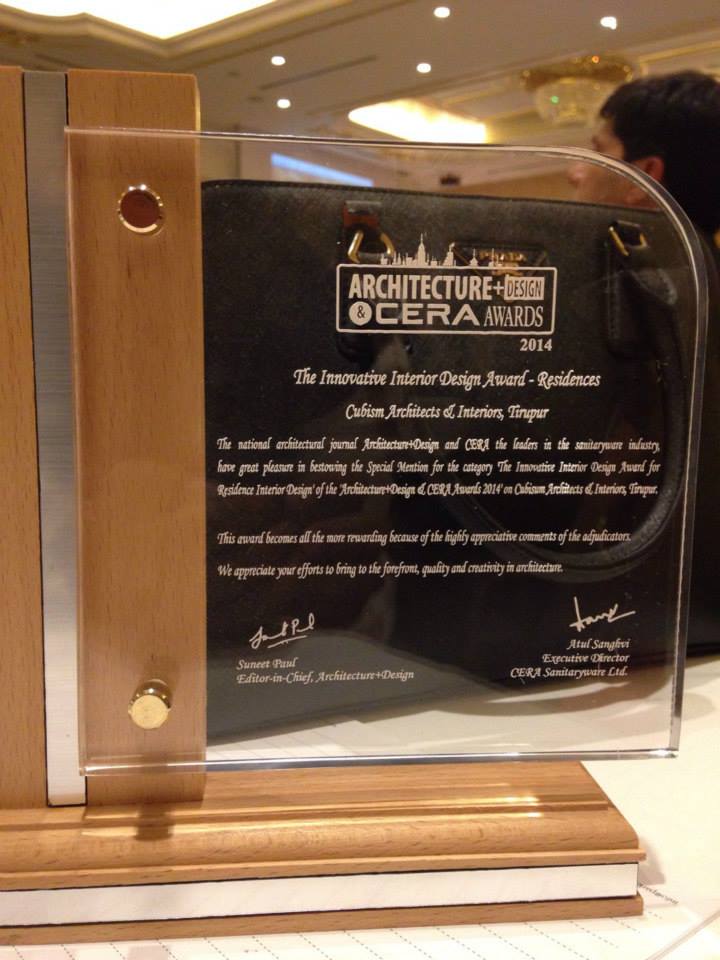 ARCHITECTURE+ DESIGN
& CERA AWARDS
2014
The Innovative Interior Design Award - Residences
Cubism Architects & Interiors, Tirupur
The national architectural journal Architecture+Design and CERA the leaders in the sanitaryware industry,
have great pleasure in bestowing the Special Mention for the category The Innovative Interior Design Award for
Residence Interior Design' of the 'Architecture+Design & CERA Awards 2014' on Cubisum Architects & Interiors, Tirupur.
This award becomes all the more rewarding because of the highly appreciative comments of the adjudicators.
We appreciate your efforts to bring to the forefront, quality and creativity in architecture.
Suneet Paul
Editor-in-Chief, Architecture+Design
Atul Sanghvi
Executive Director
CERA Sanitaryware Ltd.